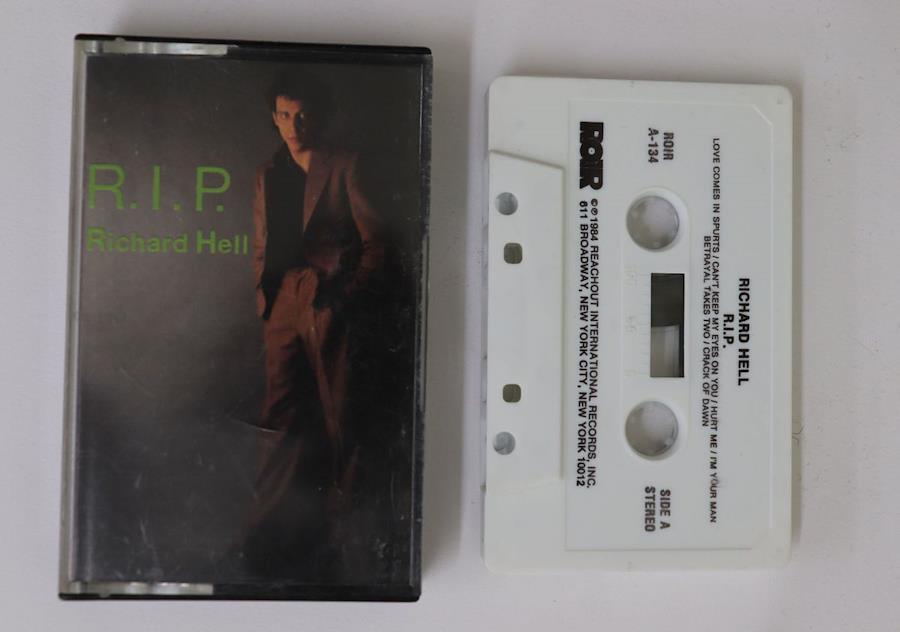 R.I.P.
Richard Hell
RICHARD HELL
R.I.P.
LOVE COMES IN SPURTS / CAN'T KEEP MY EYES ON YOU / HURT ME / I'M YOUR MAN
BETRAYAL TAKES TWO / CRACK OF DAWN
ROIR
A-134
SIDE A
STEREO
ROIR
©℗1984 REACHOUT INTERNATIONAL RECORDS, INC.
611 BROADWAY, NEW YORK CITY, NEW YORK 10012